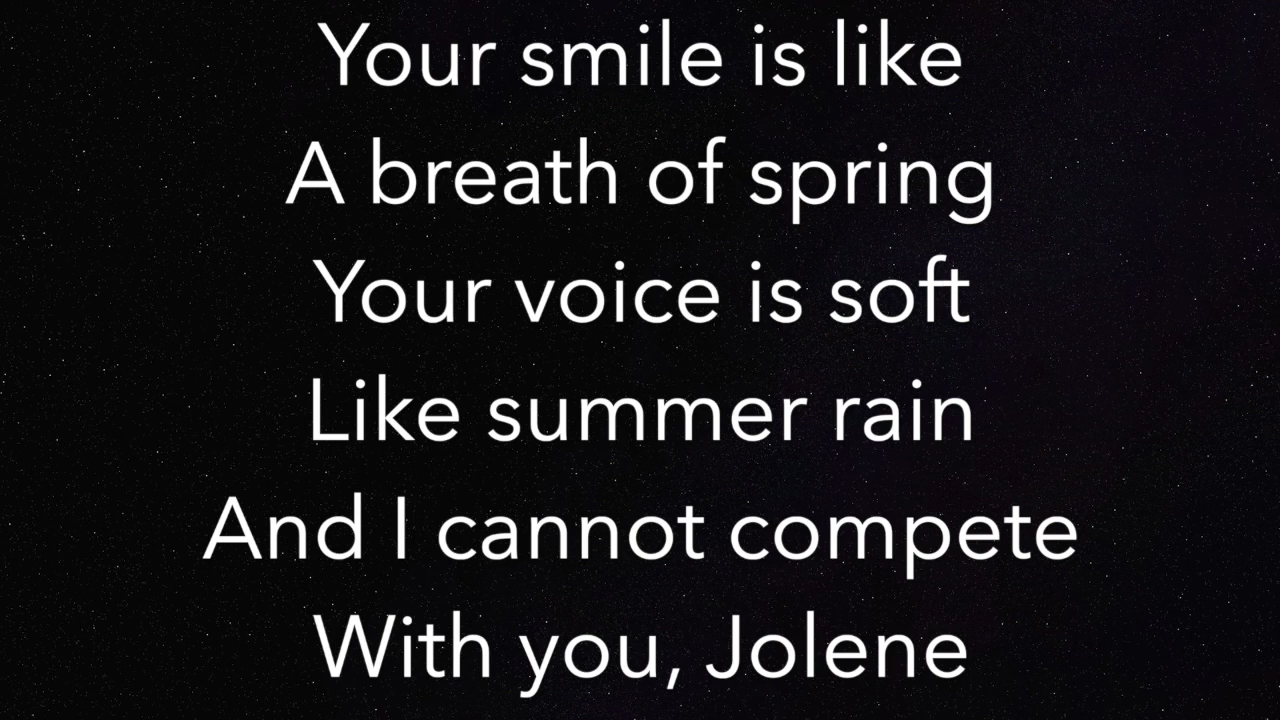 Your smile is like
A breath of spring
Your voice is soft
Like summer rain
And I cannot compete
With you, Jolene